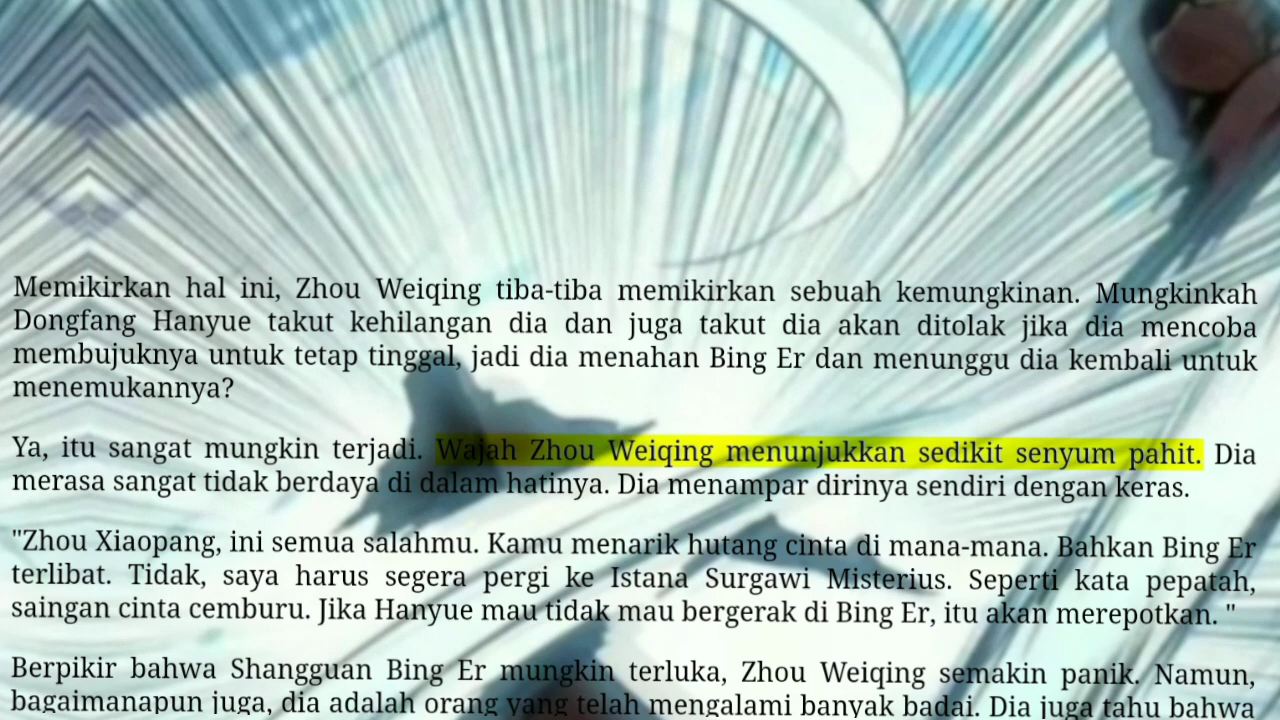 Memikirkan hal ini, Zhou Weiqing tiba-tiba memikirkan sebuah kemungkinan. Mungkinkah
Dongfang Hanyue takut kehilangan dia dan juga takut dia akan ditolak jika dia mencoba
membujuknya untuk tetap tinggal, jadi dia menahan Bing Er dan menunggu dia kembali untuk
menemukannya?
Ya, itu sangat mungkin terjadi. Wajah Zhou Weiqing menunjukkan sedikit senyum pahit. Dia
merasa sangat tidak berdaya di dalam hatinya. Dia menampar dirinya sendiri dengan keras.
"Zhou Xiaopang, ini semua salahmu. Kamu menarik hutang cinta di mana-mana. Bahkan Bing Er
terlibat. Tidak, saya harus segera pergi ke Istana Surgawi Misterius. Seperti kata pepatah,
saingan cinta cemburu. Jika Hanyue mau tidak mau bergerak di Bing Er, itu akan merepotkan. "
Berpikir bahwa Shangguan Bing Er mungkin terluka, Zhou Weiqing semakin panik. Namun,
bagaimanapun juga, dia adalah orang yang telah mengalami banyak badai. Dia juga tahu bahwa